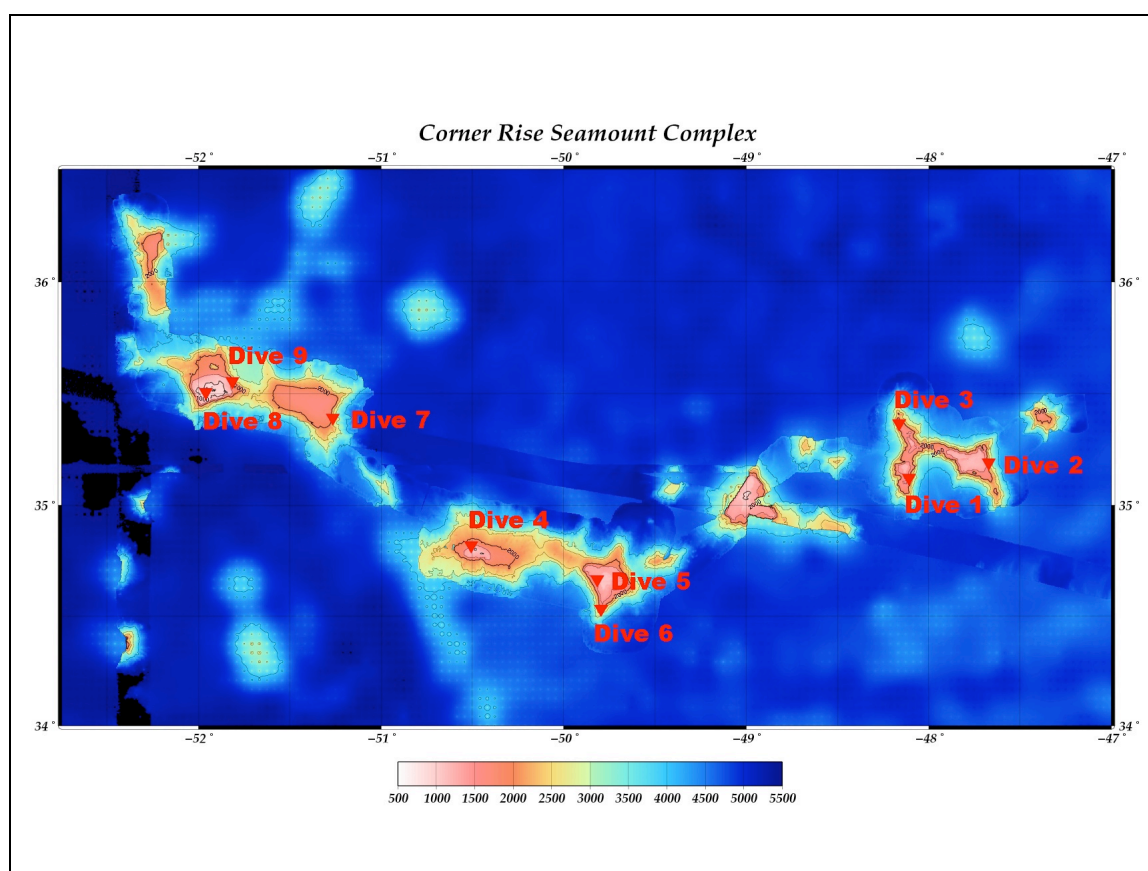 Corner Rise Seamount Complex
−52° −51° −50° −49° −48° −47°
36° 36°
Dive 9
Dive 8
Dive 7
Dive 3
Dive 2
Dive 1
35° 35°
Dive 4
Dive 5
Dive 6
34° 34°
−52° −51° −50° −49° −48° −47°
500 1000 1500 2000 2500 3000 3500 4000 4500 5000 5500